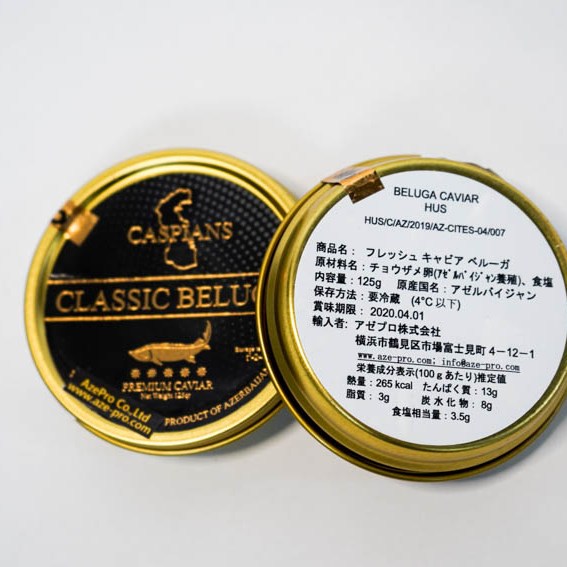 CASPIANS
CLASSIC BELUG
PREMIUM CAVIAR
Net Weight 125gr
PRODUCT OF AZERBAIJAN
AzePro Co.,Ltd
www.aze-pro.com
BELUGA CAVIAR
HUS
HUS/C/AZ/2019/AZ-CITES-04/007
商品名： フレッシュ キャビア ベルーガ
原材料名：チョウザメ卵(ｱｾﾞﾙﾊﾞｲｼﾞｬﾝ養殖)、食塩
内容量：125g 原産国名：アゼルバイジャン
保存方法：要冷蔵 (4℃以下)
賞味期限： 2020.04.01
輸入者： アゼプロ株式会社
横浜市鶴見区市場富士見町４－１２－１
www.aze-pro.com; info@aze-pro.com
栄養成分表示(100ｇあたり)推定値
熱量：265 kcal たんぱく質：13g
脂質： 3g 炭水化物： 8g
食塩相当量：3.5g